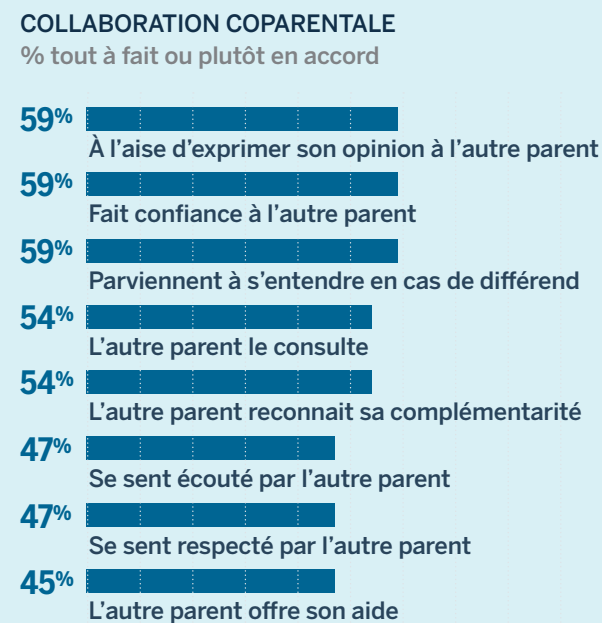 COLLABORATION COPARENTALE
% tout à fait ou plutôt en accord
59%
À l'aise d'exprimer son opinion à l'autre parent
59%
Fait confiance à l'autre parent
59%
Parviennent à s'entendre en cas de différend
54%
L'autre parent le consulte
54%
L'autre parent reconnait sa complémentarité
47%
Se sent écouté par l'autre parent
47%
Se sent respecté par l'autre parent
45%
L'autre parent offre son aide